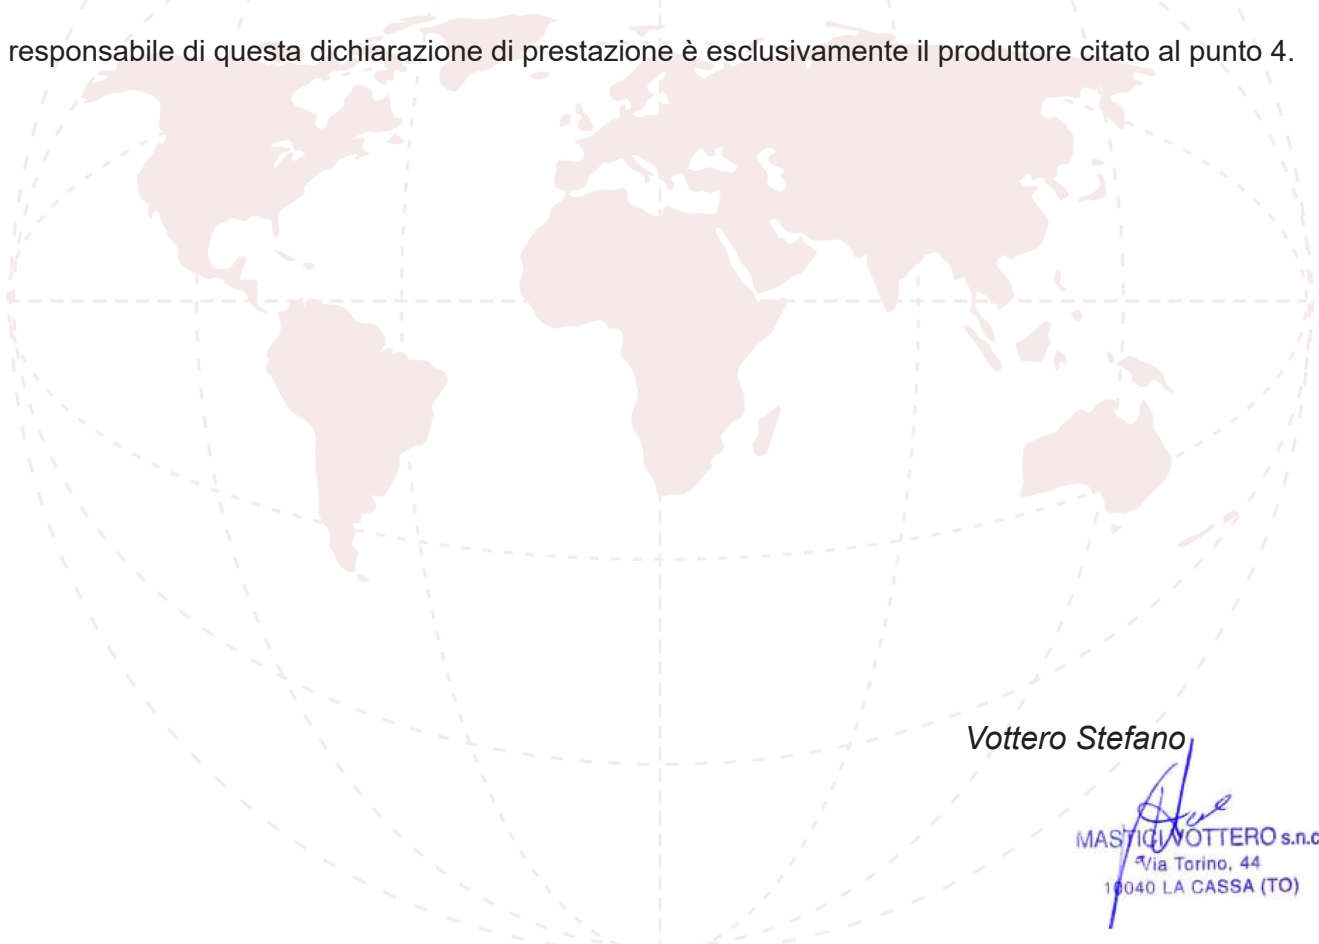 responsabile di questa dichiarazione di prestazione è esclusivamente il produttore citato al punto 4.
Vottero Stefano
MASTICI VOTTERO s.n.c
Via Torino, 44
10040 LA CASSA (TO)